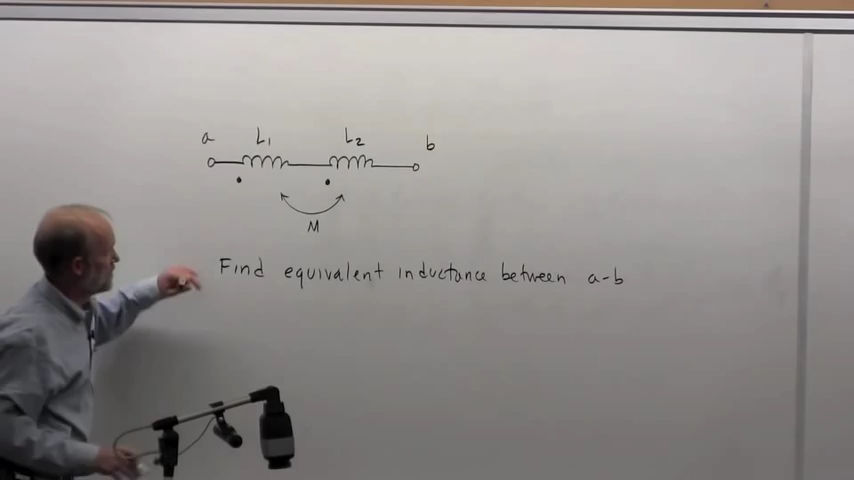 a L₁ L₂ b
M
Find equivalent inductance between a-b